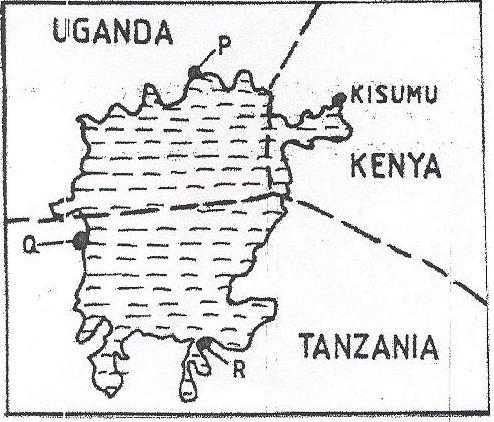 UGANDA
P
KISUMU
KENYA
Q
TANZANIA
R